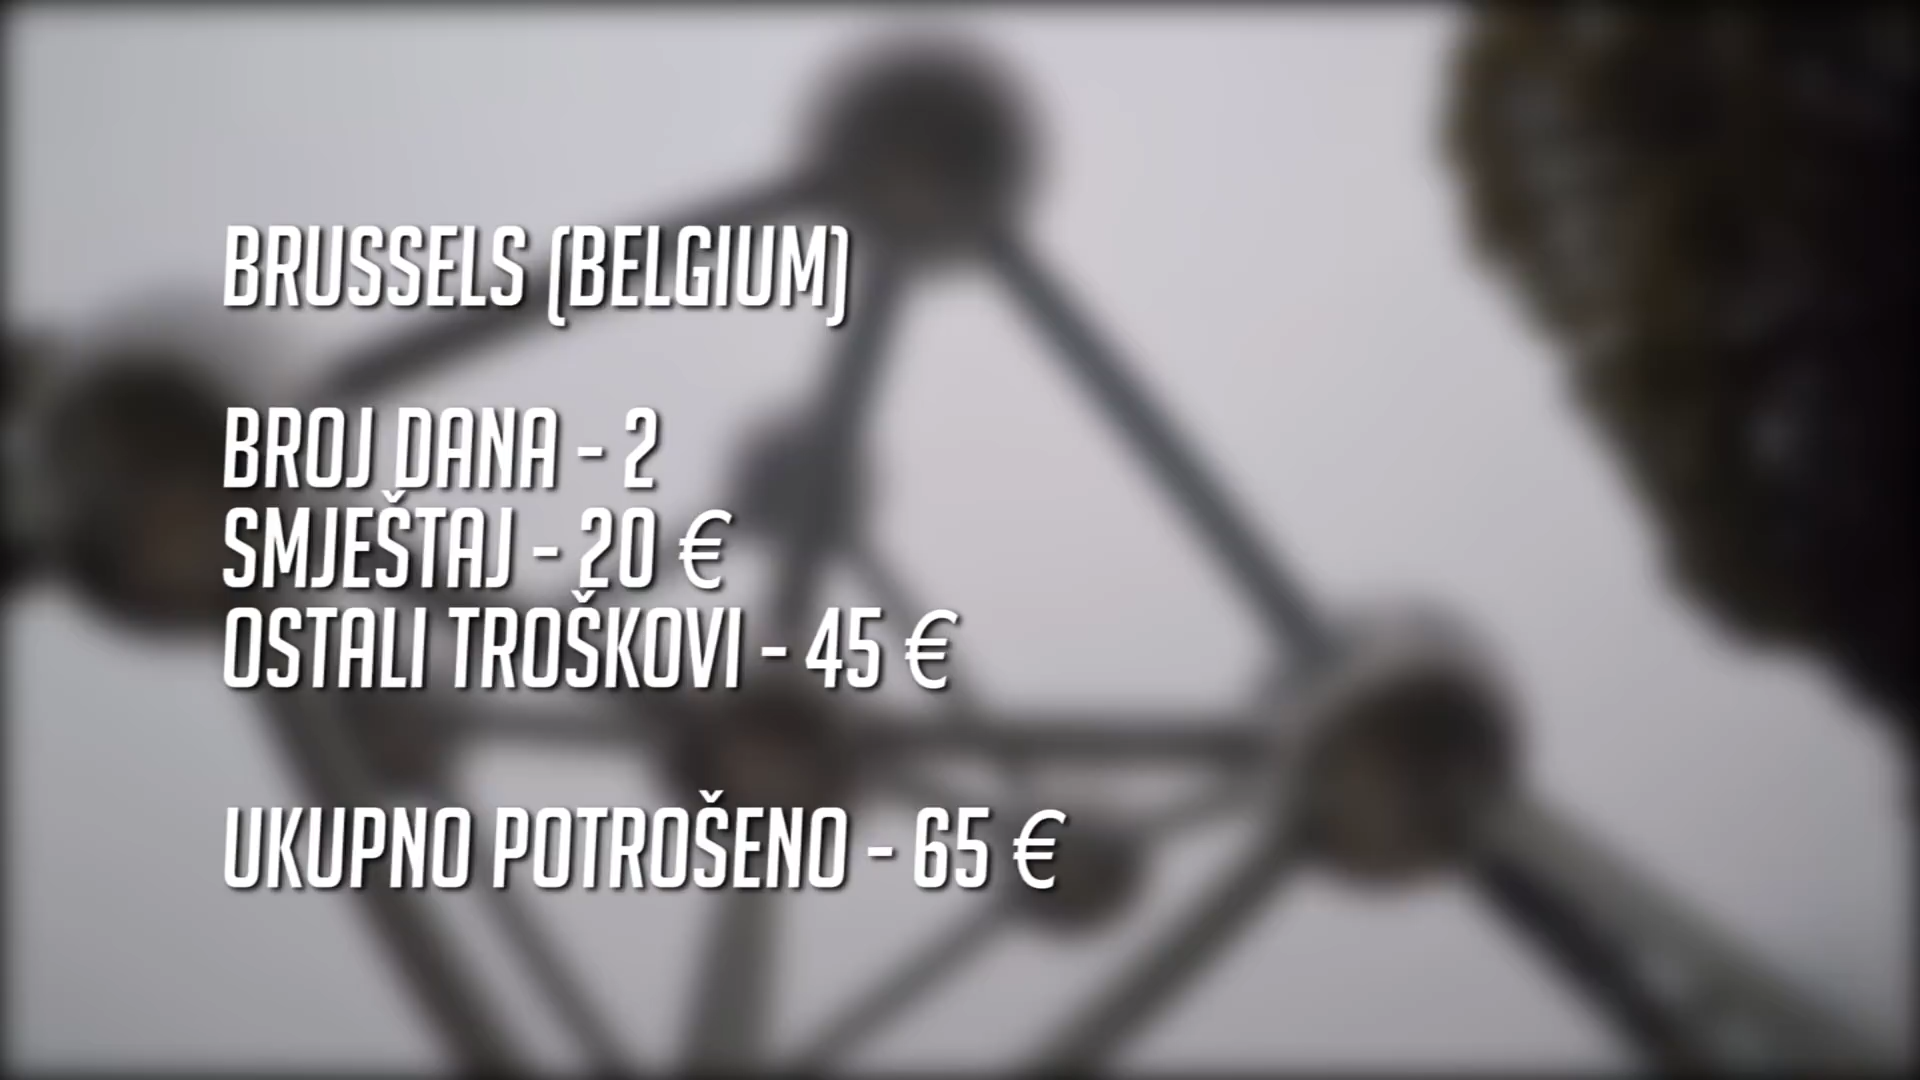 BRUSSELS (BELGIUM)
BROJ DANA - 2
SMJEŠTAJ - 20 €
OSTALI TROŠKOVI - 45 €
UKUPNO POTROŠENO - 65 €